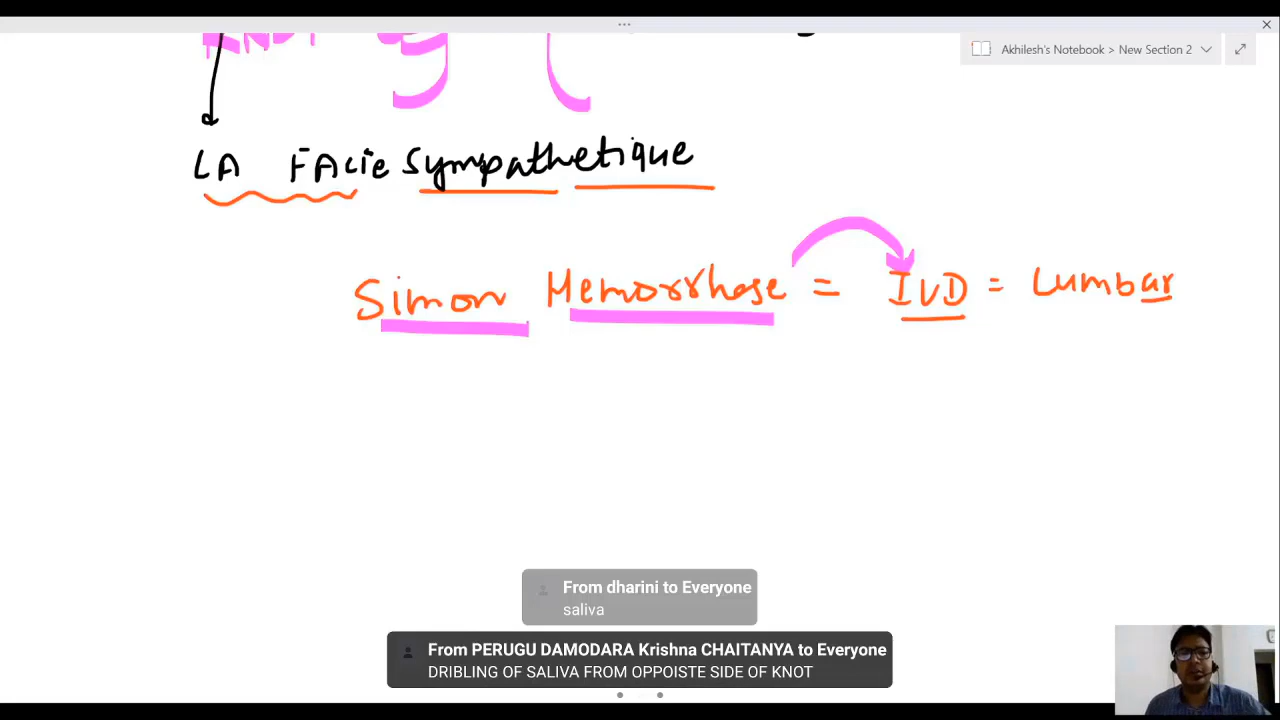 Akhilesh's Notebook > New Section 2
LA FAcie Sympathetique
Simon Hemorrhase = IVD = Lumbar
From dharini to Everyone
saliva
From PERUGU DAMODARA Krishna CHAITANYA to Everyone
DRIBLING OF SALIVA FROM OPPOISTE SIDE OF KNOT